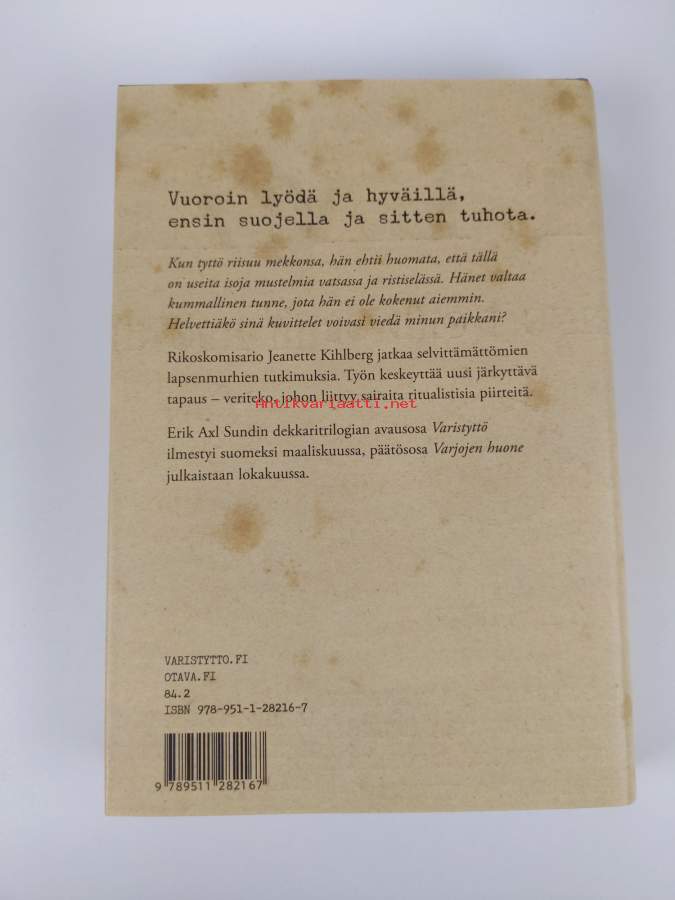 Vuoroin lyödä ja hyväillä,
ensin suojella ja sitten tuhota.
Kun tyttö riisuu mekkonsa, hän ehtii huomata, että tällä
on useita isoja mustelmia vatsassa ja ristiselässä. Hänet valtaa
kummallinen tunne, jota hän ei ole kokenut aiemmin.
Helvettiäkö sinä kuvittelet voivasi viedä minun paikkani?
Rikoskomisario Jeanette Kihlberg jatkaa selvittämättömien
lapsenmurhien tutkimuksia. Työn keskeyttää uusi järkyttävä
tapaus – veriteko, johon liittyy sairaita ritualistisia piirteitä.
Antikvariaatti.net
Erik Axl Sundin dekkaritrilogian avausosa Varistyttö
ilmestyi suomeksi maaliskuussa, päätösosa Varjojen huone
julkaistaan lokakuussa.
VARISTYTTO.FI
OTAVA.FI
84.2
ISBN 978-951-1-28216-7
9 789511 282167